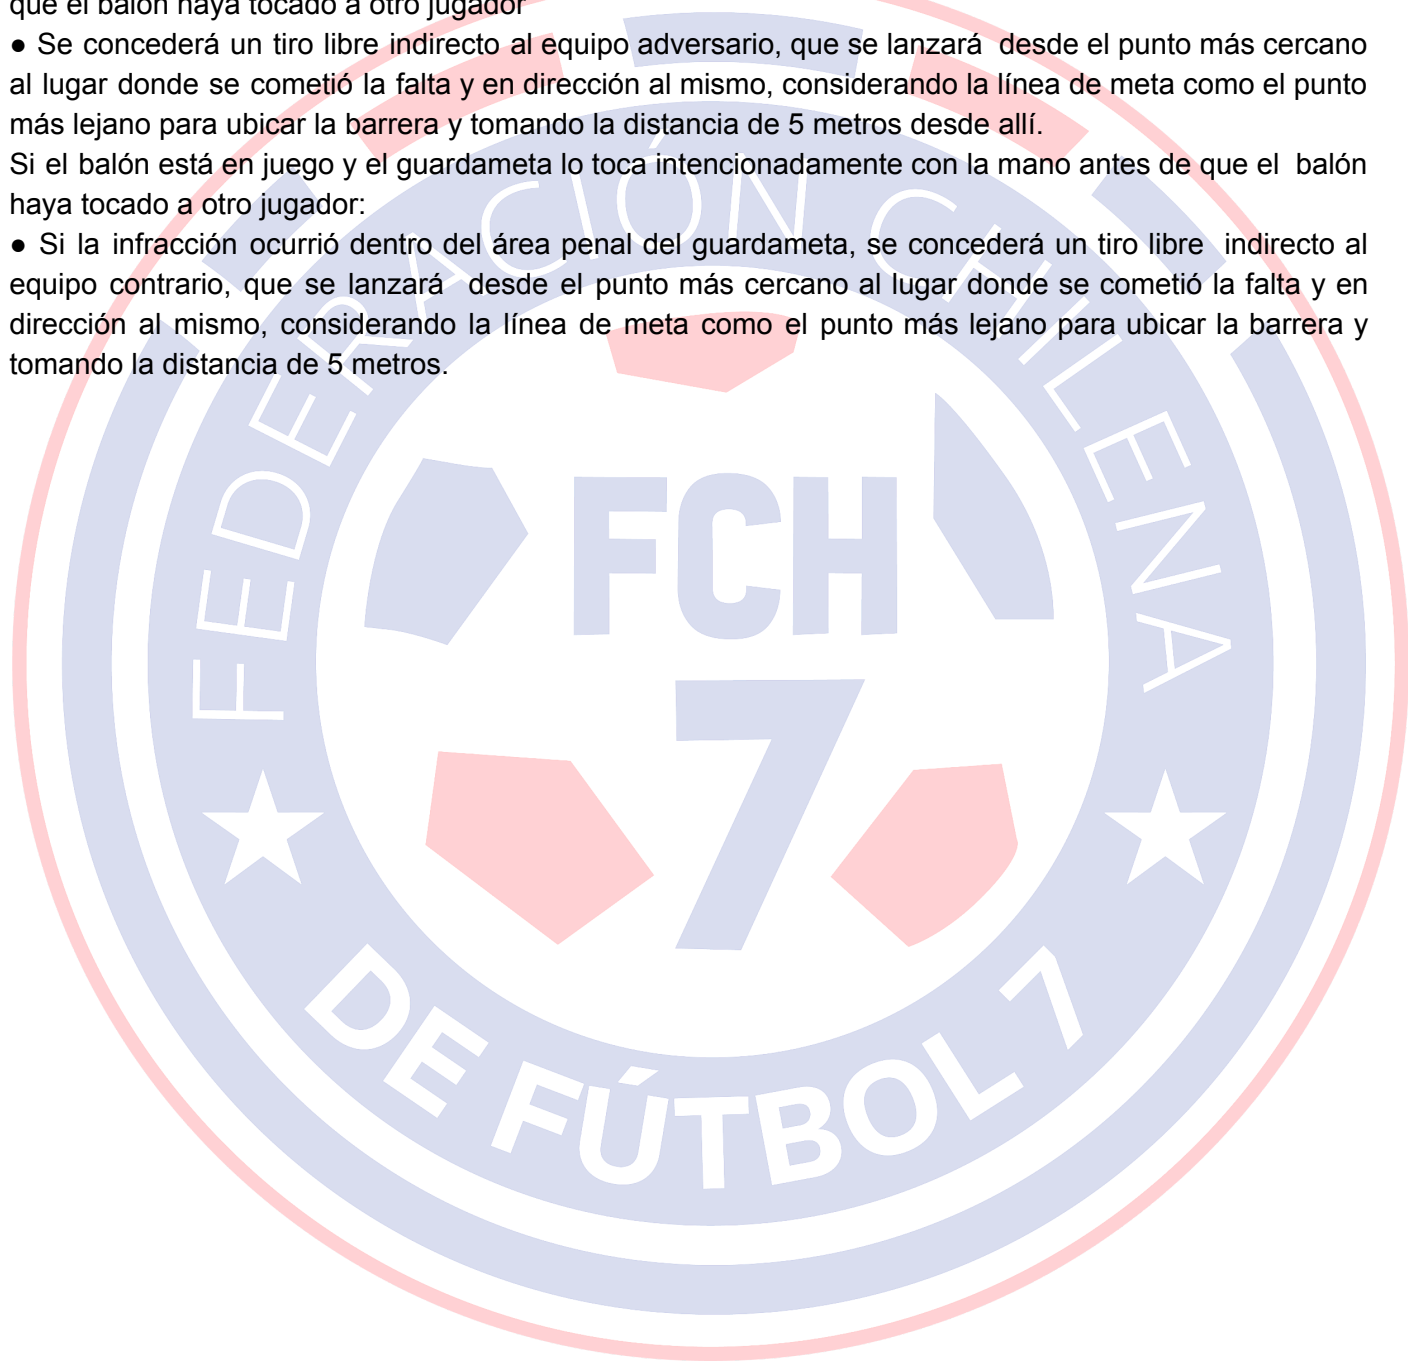 que el balón haya tocado a otro jugador
● Se concederá un tiro libre indirecto al equipo adversario, que se lanzará desde el punto más cercano
al lugar donde se cometió la falta y en dirección al mismo, considerando la línea de meta como el punto
más lejano para ubicar la barrera y tomando la distancia de 5 metros desde allí.
Si el balón está en juego y el guardameta lo toca intencionadamente con la mano antes de que el balón
haya tocado a otro jugador:
● Si la infracción ocurrió dentro del área penal del guardameta, se concederá un tiro libre indirecto al
equipo contrario, que se lanzará desde el punto más cercano al lugar donde se cometió la falta y en
dirección al mismo, considerando la línea de meta como el punto más lejano para ubicar la barrera y
tomando la distancia de 5 metros.
FEDERACIÓN CHILENA
FCH
7
DE FÚTBOL 7